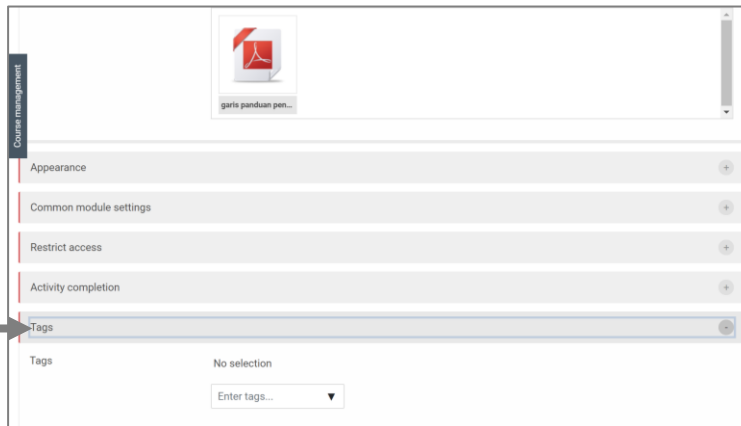 garis panduan pen...
Course management
Appearance
Common module settings
Restrict access
Activity completion
Tags
Tags
No selection
Enter tags...